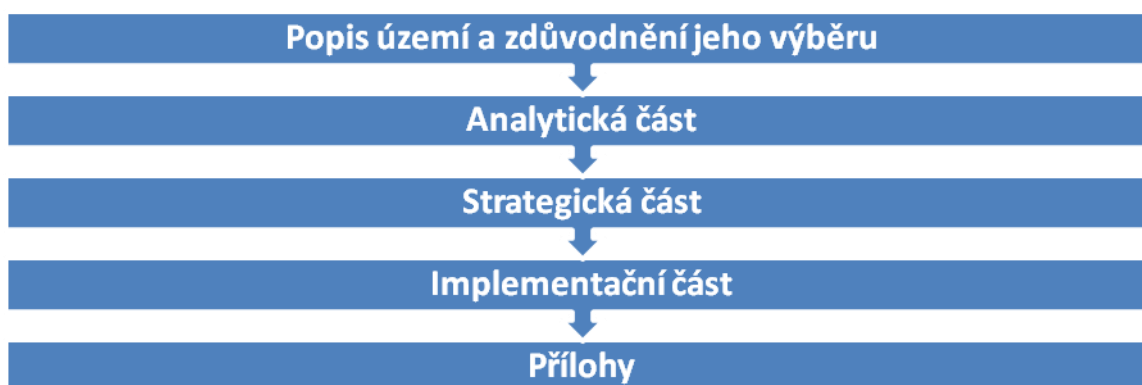 Popis území a zdůvodnění jeho výběru
Analytická část
Strategická část
Implementační část
Přílohy